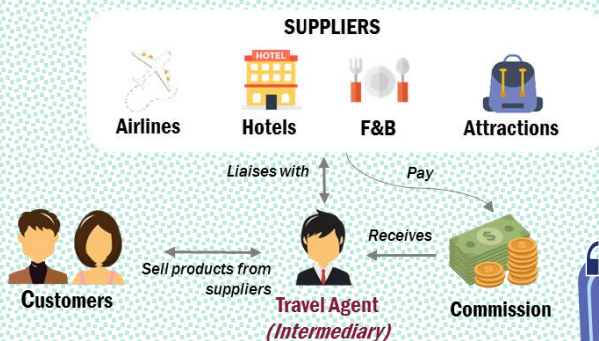 SUPPLIERS
HOTEL
Airlines
Hotels
F&B
Attractions
Liaises with
Pay
Receives
Sell products from
suppliers
Customers
Travel Agent
(Intermediary)
Commission